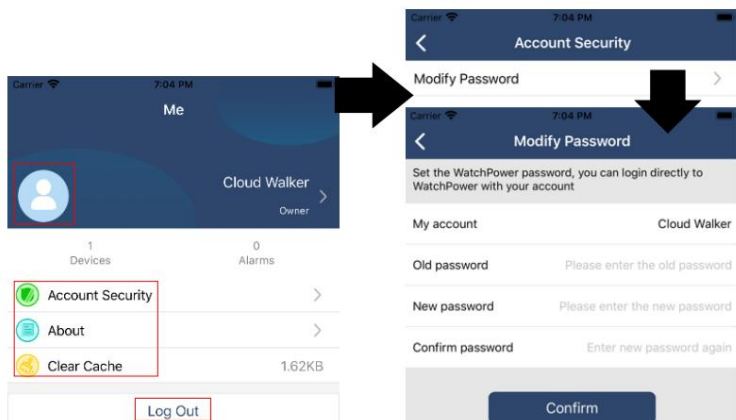 Carrier 7:04 PM
Me
Cloud Walker
Owner
1 0
Devices Alarms
Account Security
About
Clear Cache 1.62KB
Log Out
Carrier 7:04 PM
Account Security
Modify Password
Carrier 7:04 PM
Modify Password
Set the WatchPower password, you can login directly to
WatchPower with your account
My account Cloud Walker
Old password Please enter the old password
New password Please enter the new password
Confirm password Enter new password again
Confirm